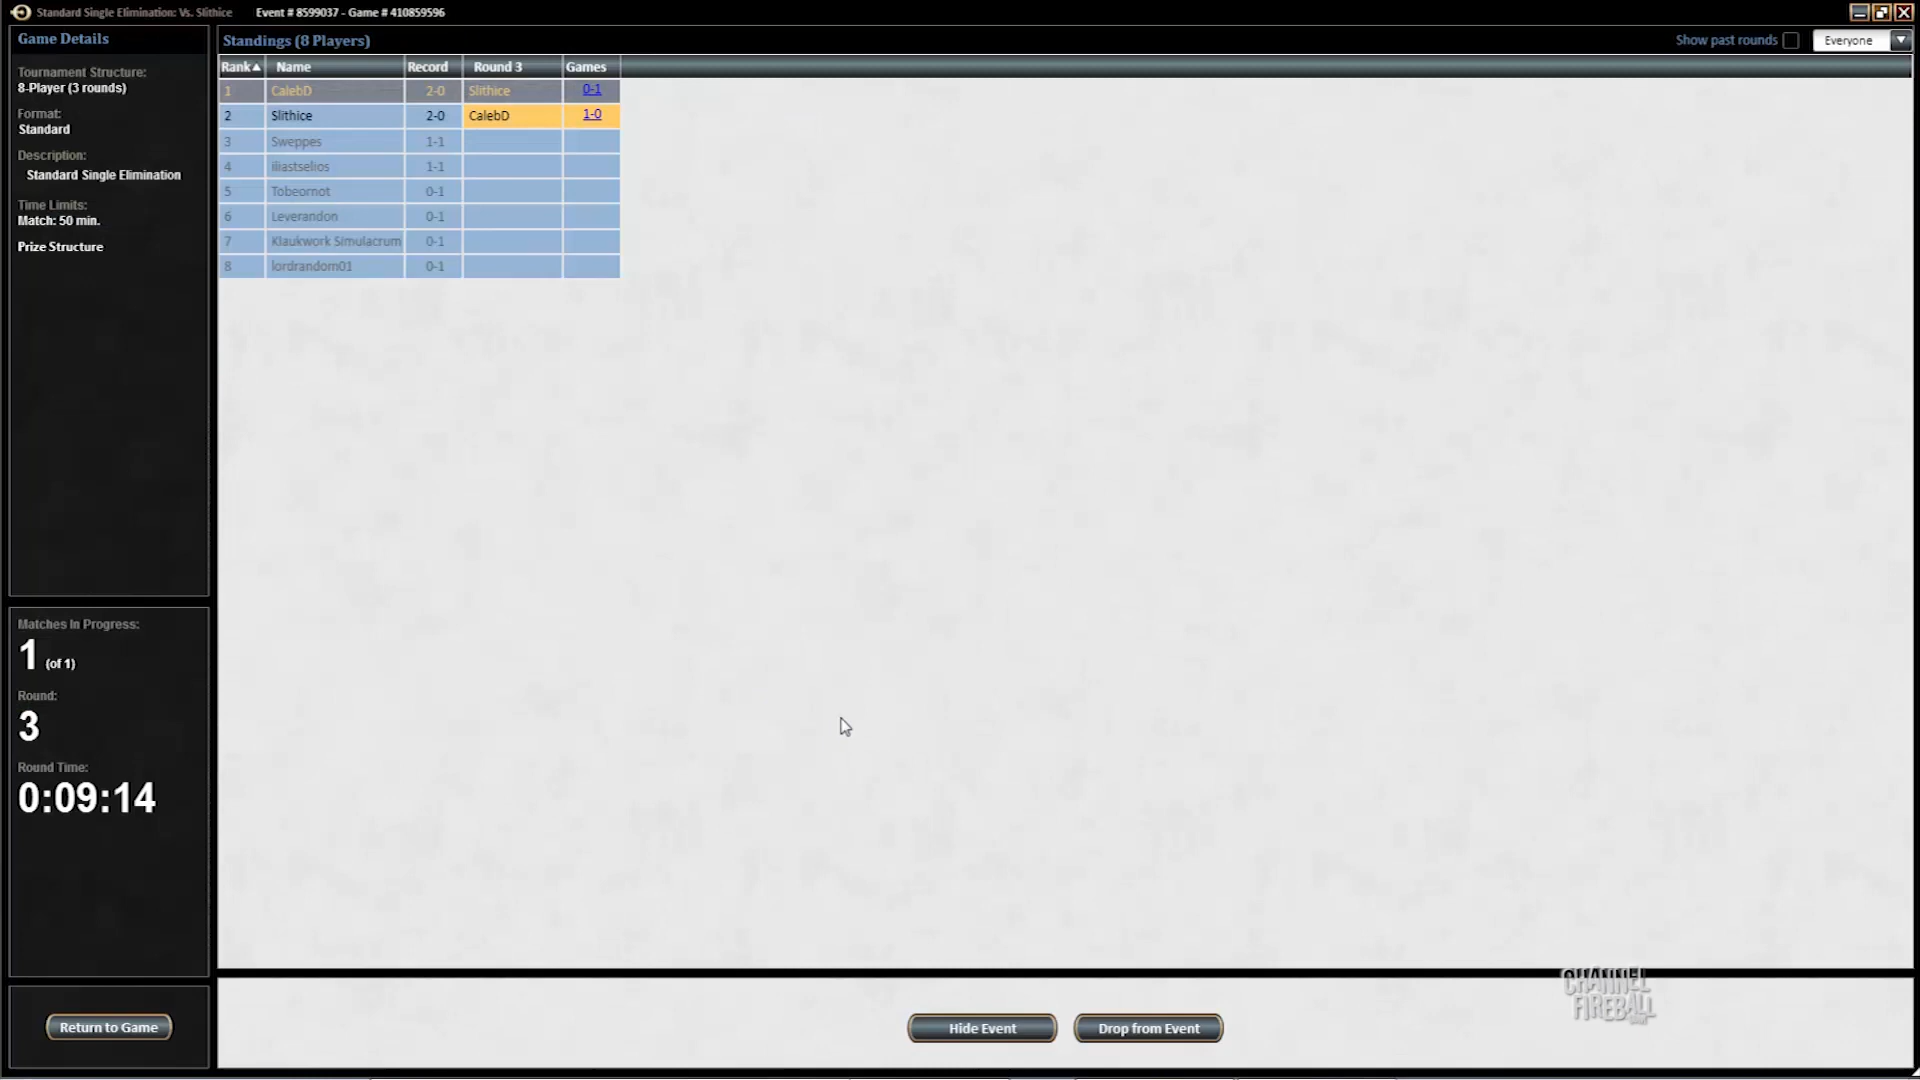 Standard Single Elimination: Vs. Slithice Event # 8599037 - Game # 410859596
Game Details
Tournament Structure:
8-Player (3 rounds)
Format:
Standard
Description:
Standard Single Elimination
Time Limits:
Match: 50 min.
Prize Structure
Standings (8 Players)
Show past rounds Everyone
Rank Name Record Round 3 Games
1 CalebD 2-0 Slithice 0-1
2 Slithice 2-0 CalebD 1-0
3 Sweppes 1-1
4 iliastselios 1-1
5 Tobeornot 0-1
6 Leverandon 0-1
7 Klaukwork Simulacrum 0-1
8 lordrandom01 0-1
Matches In Progress:
1 (of 1)
Round:
3
Round Time:
0:09:14
Return to Game
Hide Event
Drop from Event
CHANNEL
FIREBALL